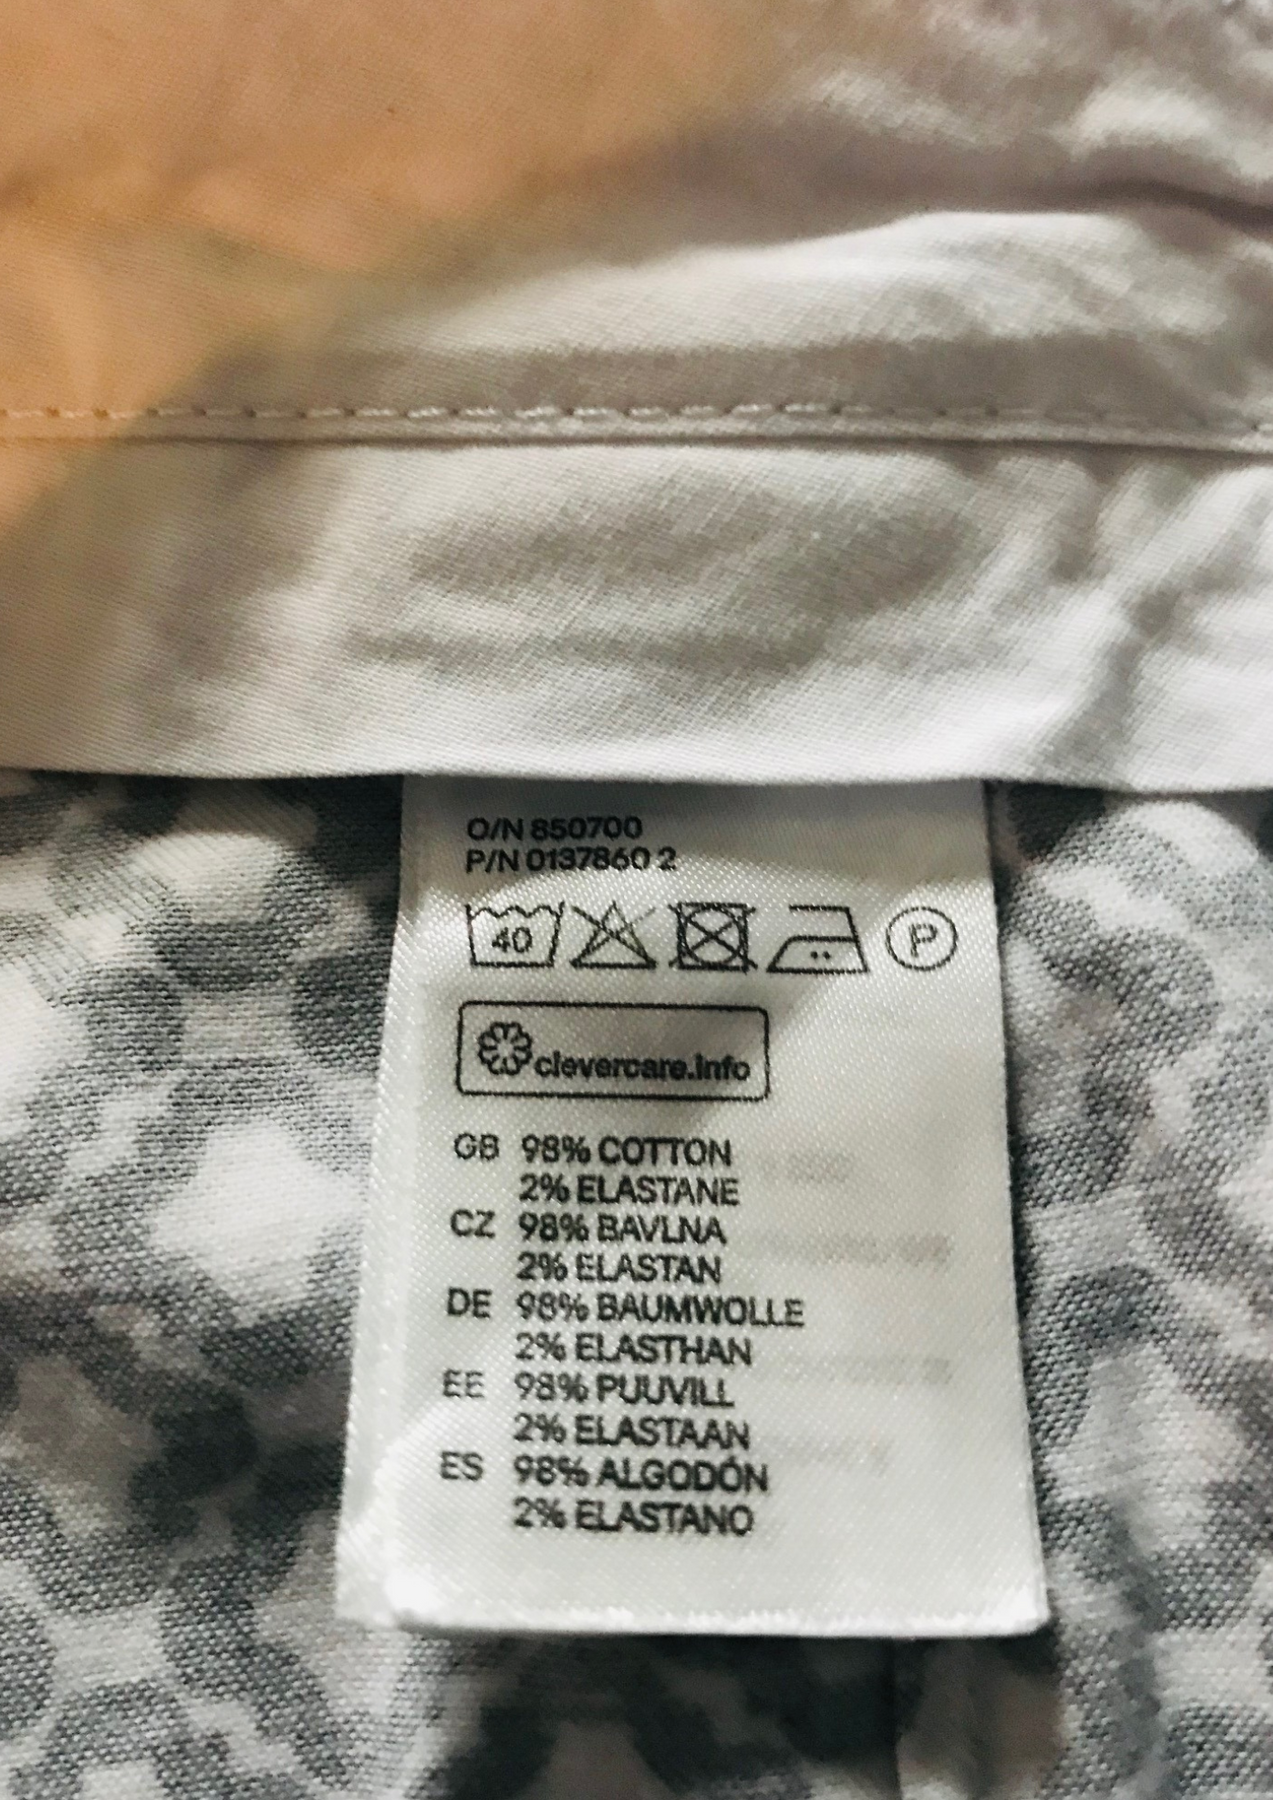 O/N 850700
P/N 0137860 2
40 P
clevercare.info
GB 98% COTTON
2% ELASTANE
CZ 98% BAVLNA
2% ELASTAN
DE 98% BAUMWOLLE
2% ELASTHAN
EE 98% PUUVILL
2% ELASTAAN
ES 98% ALGODÓN
2% ELASTANO